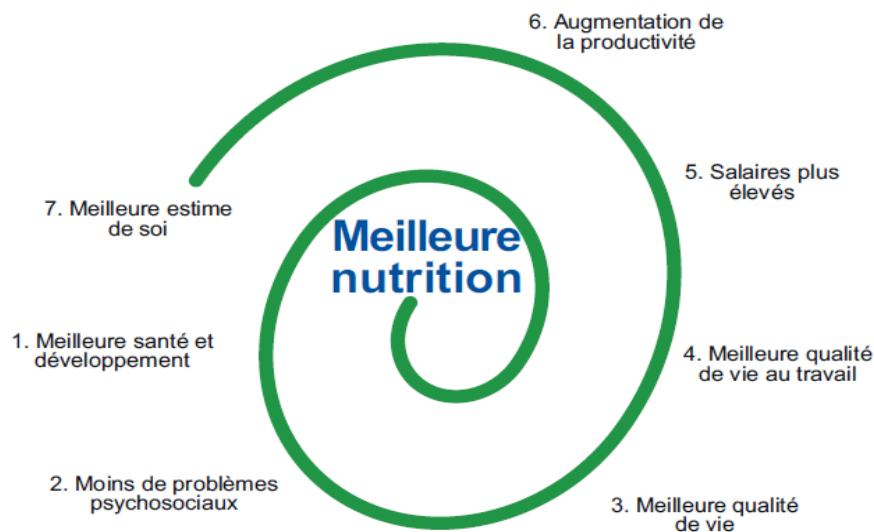 6. Augmentation de
la productivité
5. Salaires plus
élevés
7. Meilleure estime
de soi
Meilleure
nutrition
1. Meilleure santé et
développement
4. Meilleure qualité
de vie au travail
2. Moins de problèmes
psychosociaux
3. Meilleure qualité
de vie